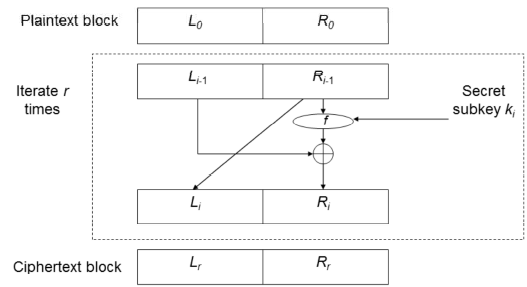 Plaintext block
L0 R0
Iterate r
times
Li-1 Ri-1
f
Secret
subkey ki
Li Ri
Ciphertext block
Lr Rr